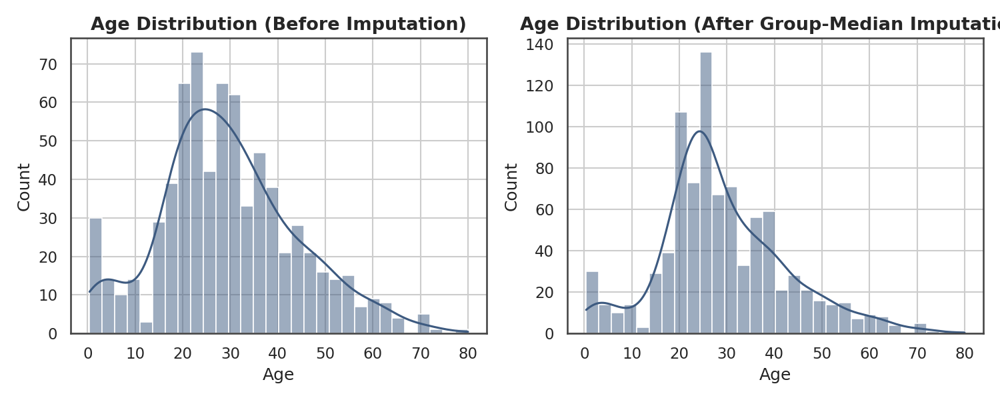 Age Distribution (Before Imputation)
70
60
50
40
30
20
10
0
Count
0 10 20 30 40 50 60 70 80
Age
Age Distribution (After Group-Median Imputatio
140
120
100
80
60
40
20
0
Count
0 10 20 30 40 50 60 70 80
Age